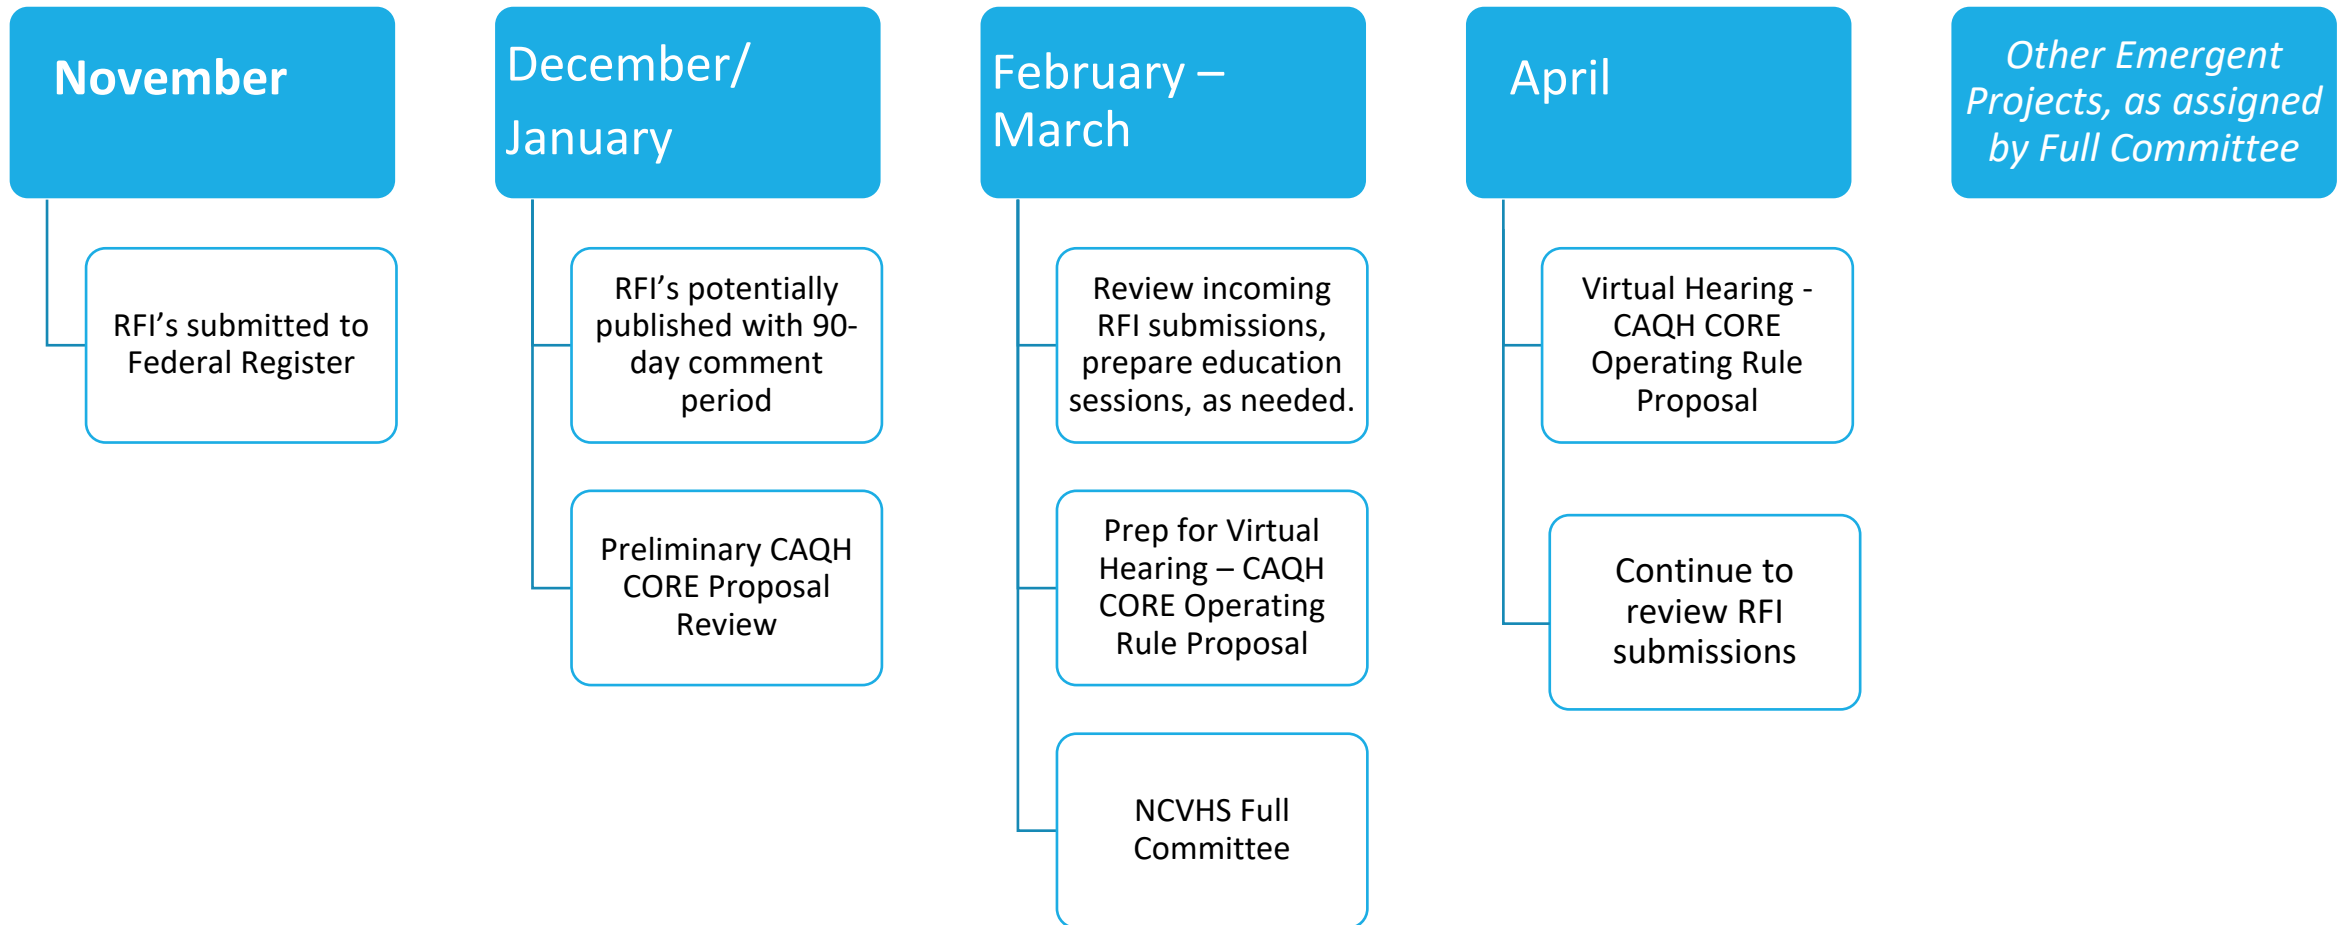 November
RFI’s submitted to
Federal Register
December/
January
RFI’s potentially
published with 90-
day comment
period
Preliminary CAQH
CORE Proposal
Review
February –
March
Review incoming
RFI submissions,
prepare education
sessions, as needed.
Prep for Virtual
Hearing – CAQH
CORE Operating
Rule Proposal
NCVHS Full
Committee
April
Virtual Hearing -
CAQH CORE
Operating Rule
Proposal
Continue to
review RFI
submissions
Other Emergent
Projects, as assigned
by Full Committee